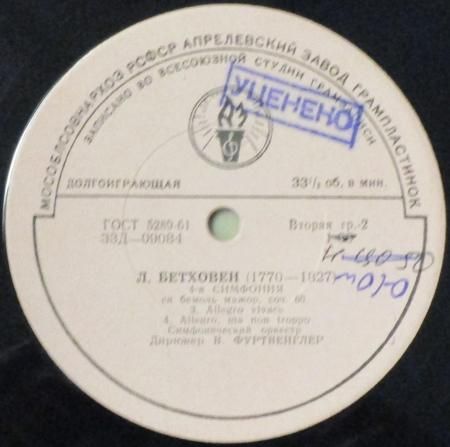 МОСОБЛСОВНАРХОЗ РСФСР АПРЕЛЕВСКИЙ ЗАВОД ГРАМПЛАСТИНОК
ЗАПИСАНО ВО ВСЕСОЮЗНОЙ СТУДИИ
УЦЕНЕНО
АЗ
ДОЛГОИГРАЮЩАЯ 33⅓ об. в мин.
ГОСТ 5289-61 Вторая гр.-2
33Д—09084
Л. БЕТХОВЕН (1770—1827)
4-я СИМФОНИЯ
си бемоль мажор, соч. 60
3. Allegro vivace
4. Allegro, ma non troppo
Симфонический оркестр
Дирижер В. ФУРТВЕНГЛЕР